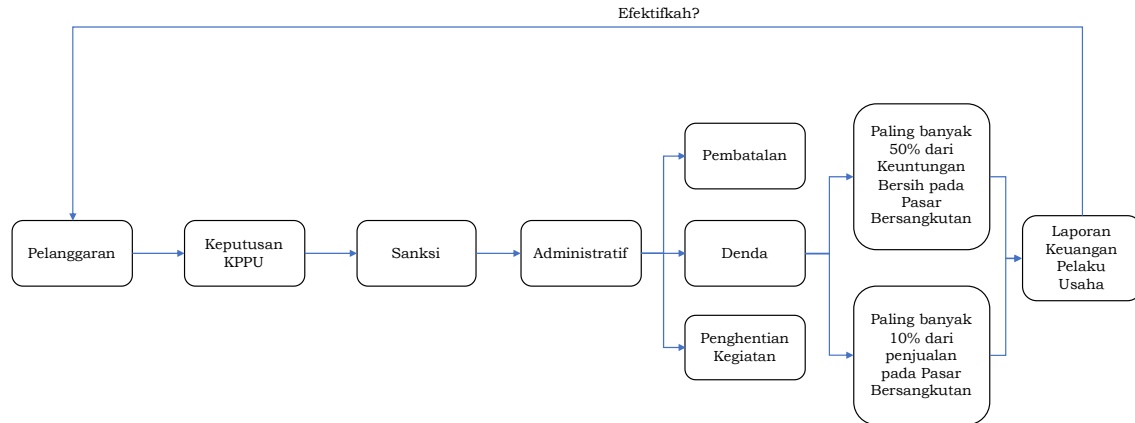 Efektifkah?
Pelanggaran
Keputusan
KPPU
Sanksi
Administratif
Pembatalan
Denda
Penghentian
Kegiatan
Paling banyak
50% dari
Keuntungan
Bersih pada
Pasar
Bersangkutan
Paling banyak
10% dari
penjualan
pada Pasar
Bersangkutan
Laporan
Keuangan
Pelaku
Usaha